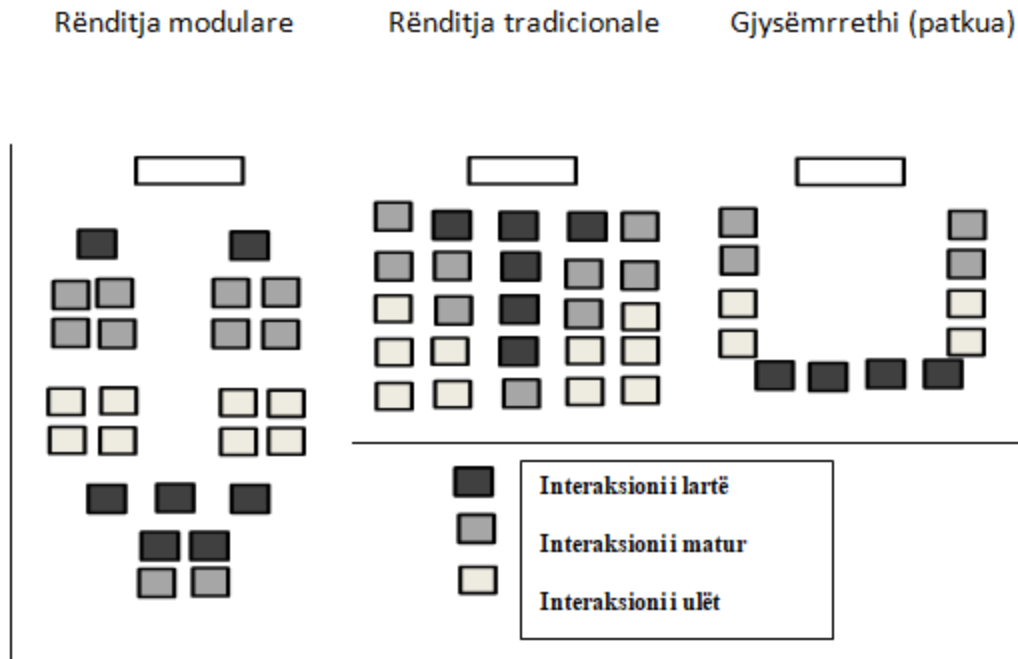 Rënditja modulare
Rënditja tradicionale
Gjysëmrrethi (patkua)
Interaksioni i lartë
Interaksioni i matur
Interaksioni i ulët